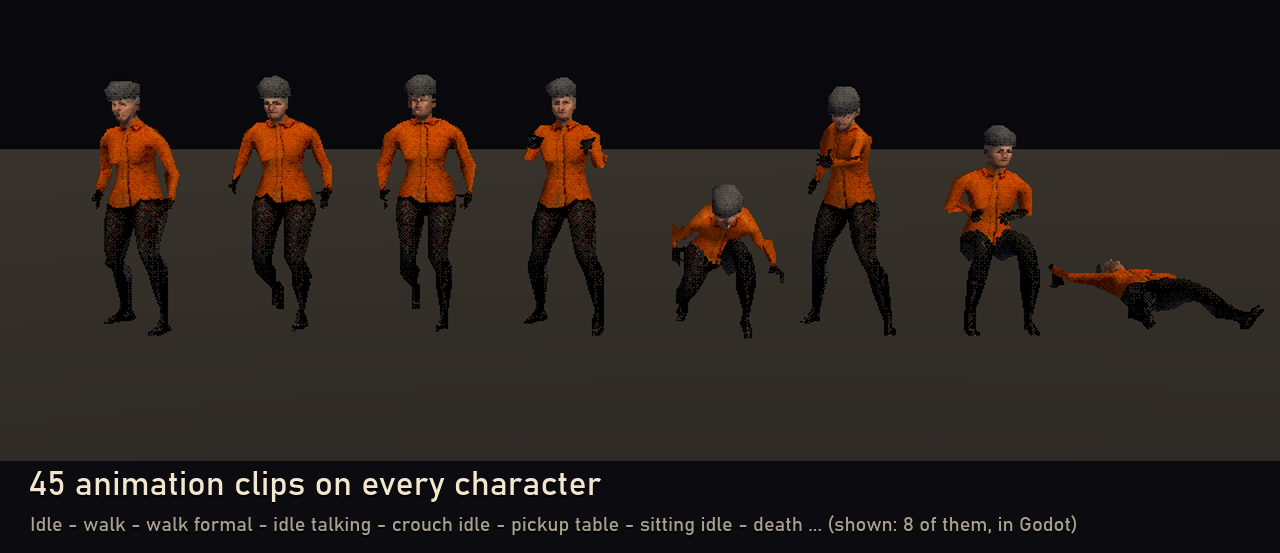 45 animation clips on every character
Idle - walk - walk formal - idle talking - crouch idle - pickup table - sitting idle - death ... (shown: 8 of them, in Godot)